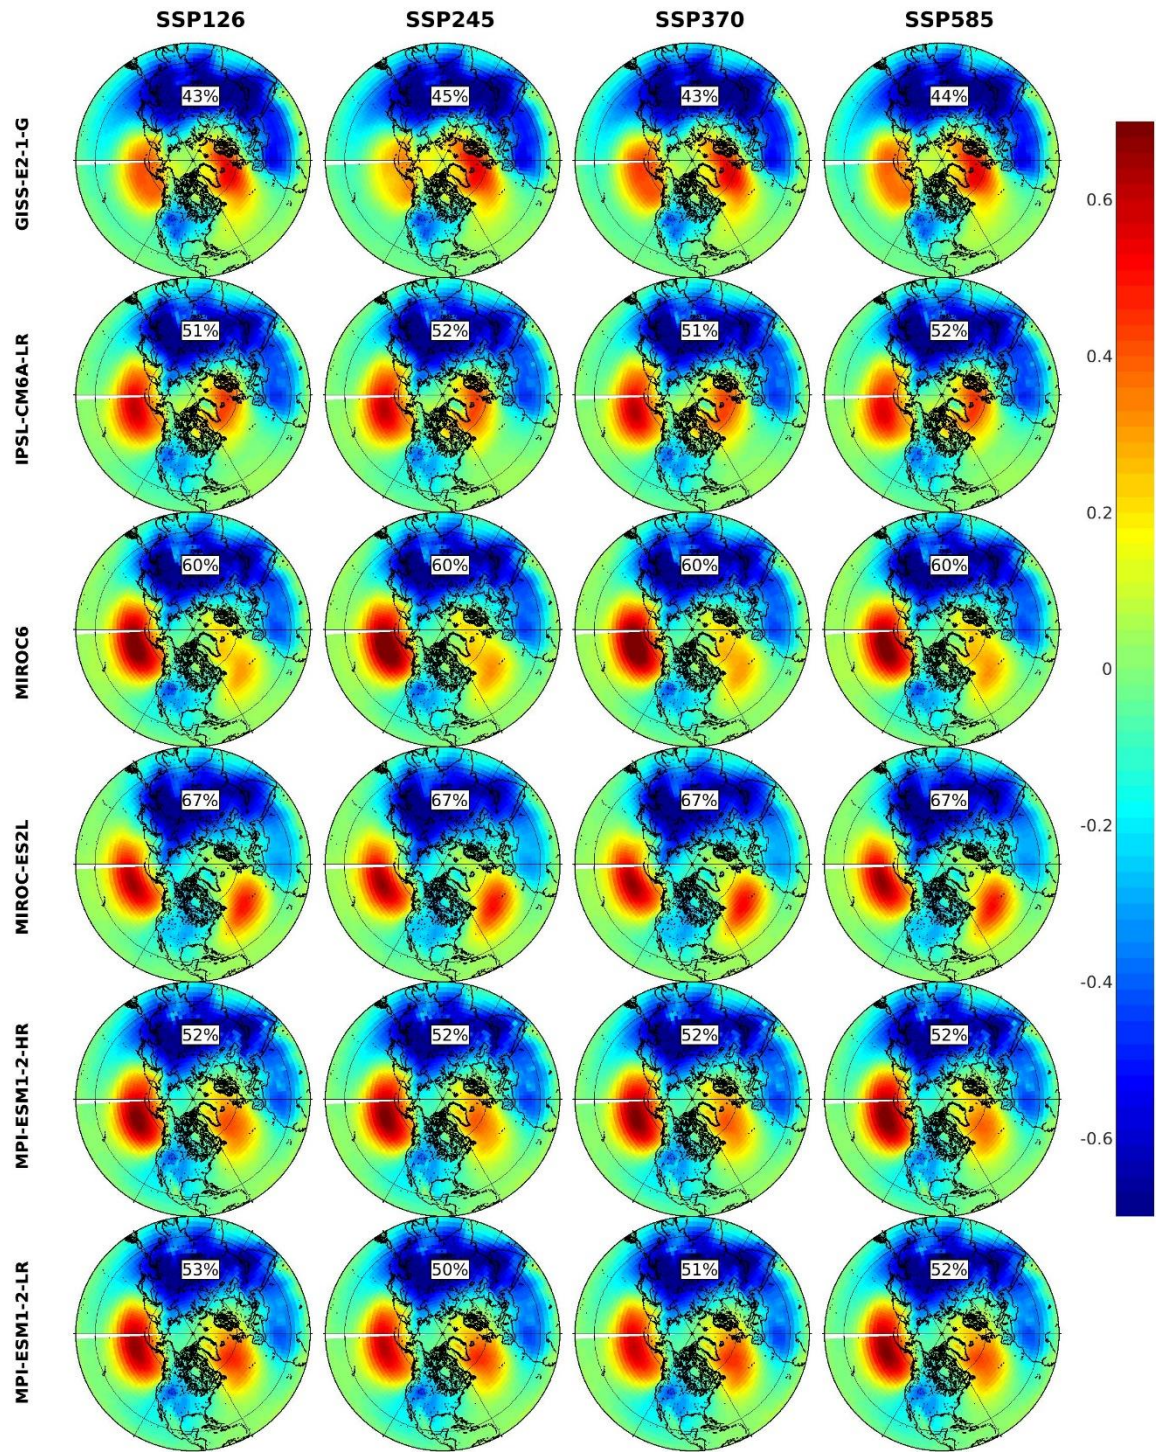 SSP126 SSP245 SSP370 SSP585
GISS-E2-1-G 43% 45% 43% 44%
IPSL-CM6A-LR 51% 52% 51% 52%
MIROC6 60% 60% 60% 60%
MIROC-ES2L 67% 67% 67% 67%
MPI-ESM1-2-HR 52% 52% 52% 52%
MPI-ESM1-2-LR 53% 50% 51% 52%
0.6
0.4
0.2
0
-0.2
-0.4
-0.6